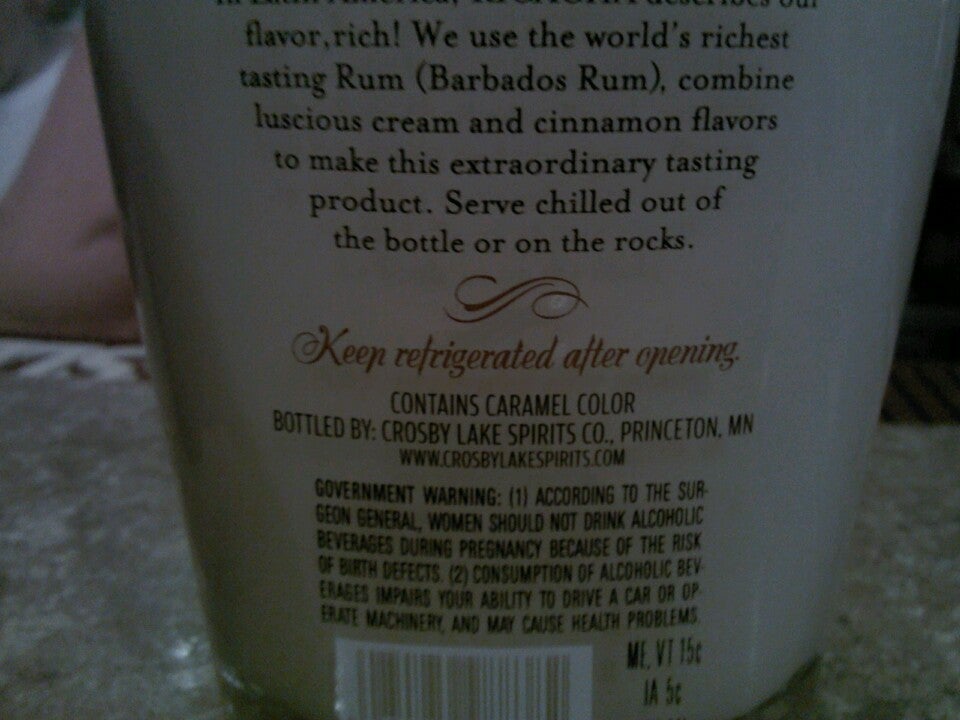 in Latin America, describes our
flavor,rich! We use the world's richest
tasting Rum (Barbados Rum), combine
luscious cream and cinnamon flavors
to make this extraordinary tasting
product. Serve chilled out of
the bottle or on the rocks.
Keep refrigerated after opening.
CONTAINS CARAMEL COLOR
BOTTLED BY: CROSBY LAKE SPIRITS CO., PRINCETON, MN
WWW.CROSBYLAKESPIRITS.COM
GOVERNMENT WARNING: (1) ACCORDING TO THE SUR-
GEON GENERAL, WOMEN SHOULD NOT DRINK ALCOHOLIC
BEVERAGES DURING PREGNANCY BECAUSE OF THE RISK
OF BIRTH DEFECTS. (2) CONSUMPTION OF ALCOHOLIC BEV-
ERAGES IMPAIRS YOUR ABILITY TO DRIVE A CAR OR OP-
ERATE MACHINERY, AND MAY CAUSE HEALTH PROBLEMS.
ME, VT 15¢
IA 5¢